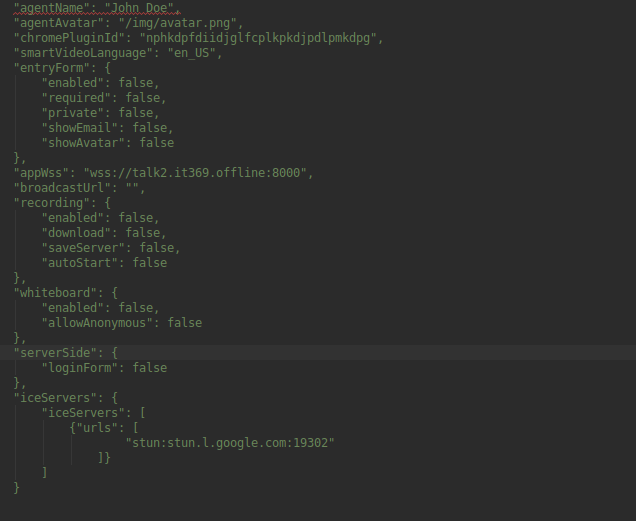 "agentName": "John Doe",
"agentAvatar": "/img/avatar.png",
"chromePluginId": "nphkdpfdiidjglfcplkpkdjpdlpmkdpg",
"smartVideoLanguage": "en_US",
"entryForm": {
"enabled": false,
"required": false,
"private": false,
"showEmail": false,
"showAvatar": false
},
"appWss": "wss://talk2.it369.offline:8000",
"broadcastUrl": "",
"recording": {
"enabled": false,
"download": false,
"saveServer": false,
"autoStart": false
},
"whiteboard": {
"enabled": false,
"allowAnonymous": false
},
"serverSide": {
"loginForm": false
},
"iceServers": {
"iceServers": [
{"urls": [
"stun:stun.l.google.com:19302"
]}
]
}